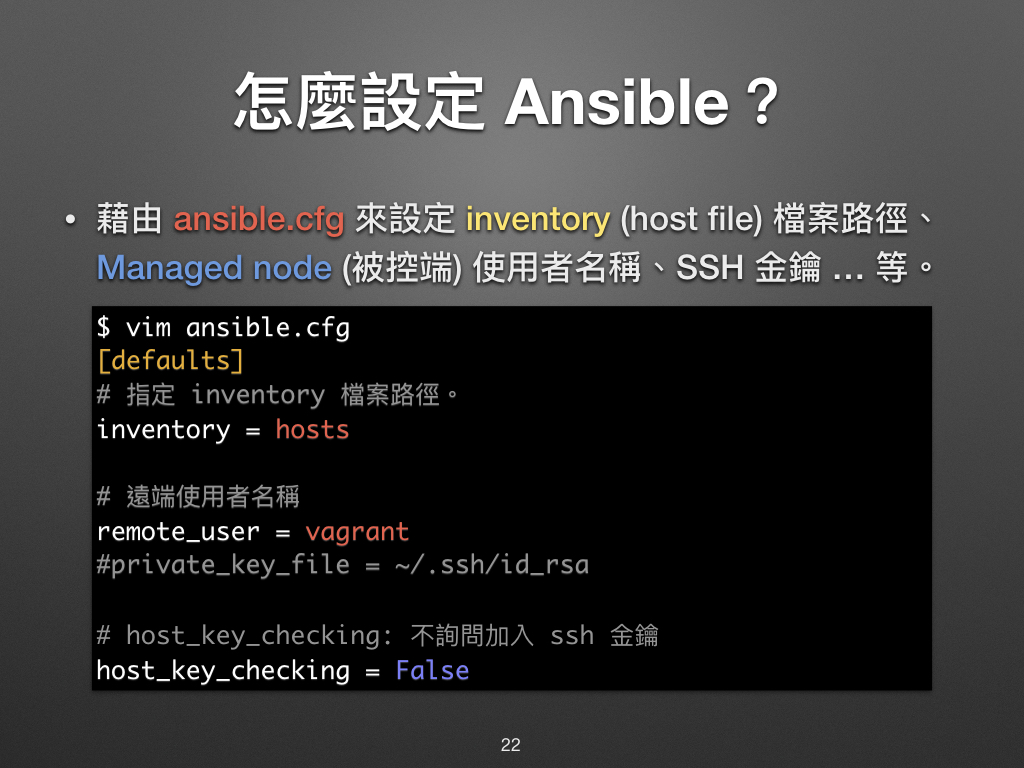 怎麼設定 Ansible？
• 藉由 ansible.cfg 來設定 inventory (host file) 檔案路徑、
Managed node (被控端) 使用者名稱、SSH 金鑰 … 等。
$ vim ansible.cfg
[defaults]
# 指定 inventory 檔案路徑。
inventory = hosts
# 遠端使用者名稱
remote_user = vagrant
#private_key_file = ~/.ssh/id_rsa
# host_key_checking: 不詢問加入 ssh 金鑰
host_key_checking = False
22